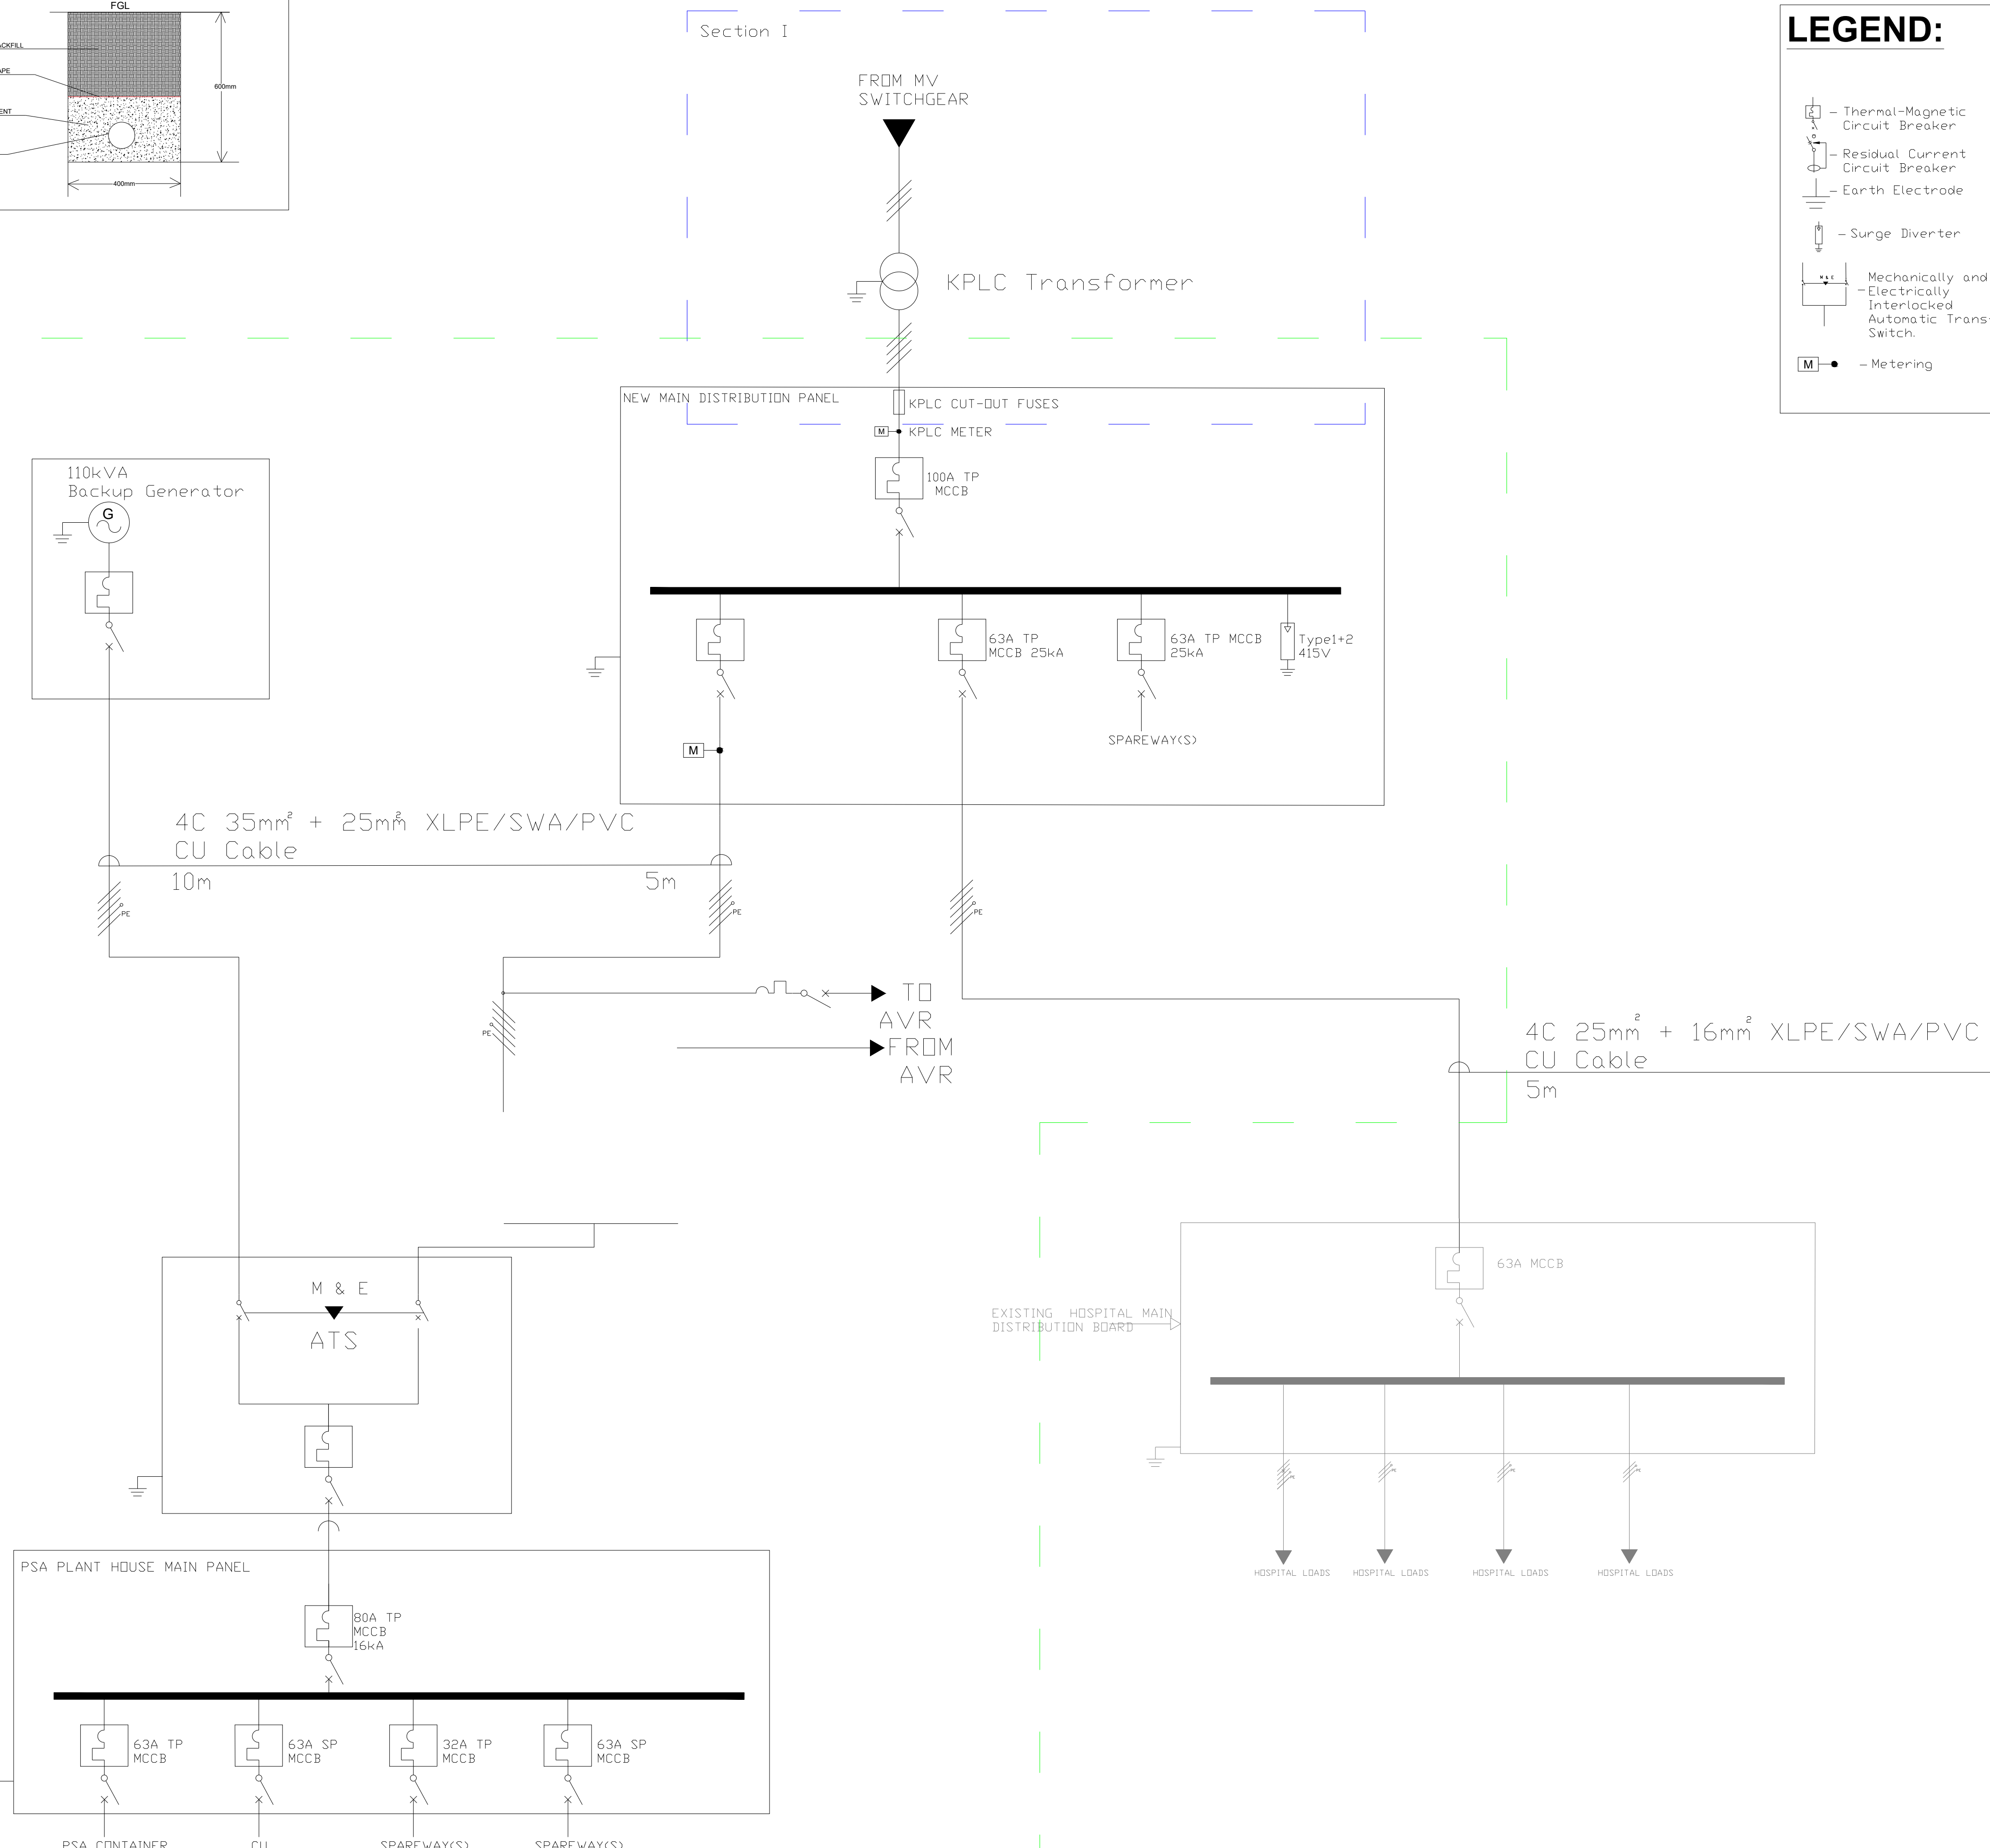 FGL
600mm
400mm
Section I
FROM MV
SWITCHGEAR
KPLC Transformer
LEGEND:
– Thermal-Magnetic
Circuit Breaker
– Residual Current
Circuit Breaker
– Earth Electrode
– Surge Diverter
M & E
Mechanically and
– Electrically
Interlocked
Automatic
Switch.
M
– Metering
NEW MAIN DISTRIBUTION PANEL
KPLC CUT-OUT FUSES
M
KPLC METER
100A TP
MCCB
110kVA
Backup Generator
G
63A TP
MCCB 25kA
63A TP MCCB
25kA
Type1+2
415V
SPAREWAY(S)
M
4C 35mm² + 25mm² XLPE/SWA/PVC
CU Cable
10m
5m
PE
PE
PE
TO
AVR
PE
FROM
AVR
4C 25mm² + 16mm² XLPE/SWA/PVC
CU Cable
5m
M & E
ATS
63A MCCB
EXISTING HOSPITAL MAIN
DISTRIBUTION BOARD
PE
PE
PE
PE
HOSPITAL LOADS
HOSPITAL LOADS
HOSPITAL LOADS
HOSPITAL LOADS
PSA PLANT HOUSE MAIN PANEL
80A TP
MCCB
16kA
63A TP
MCCB
63A SP
MCCB
32A TP
MCCB
63A SP
MCCB
PSA CONTAINER
CU
SPAREWAY(S)
SPAREWAY(S)